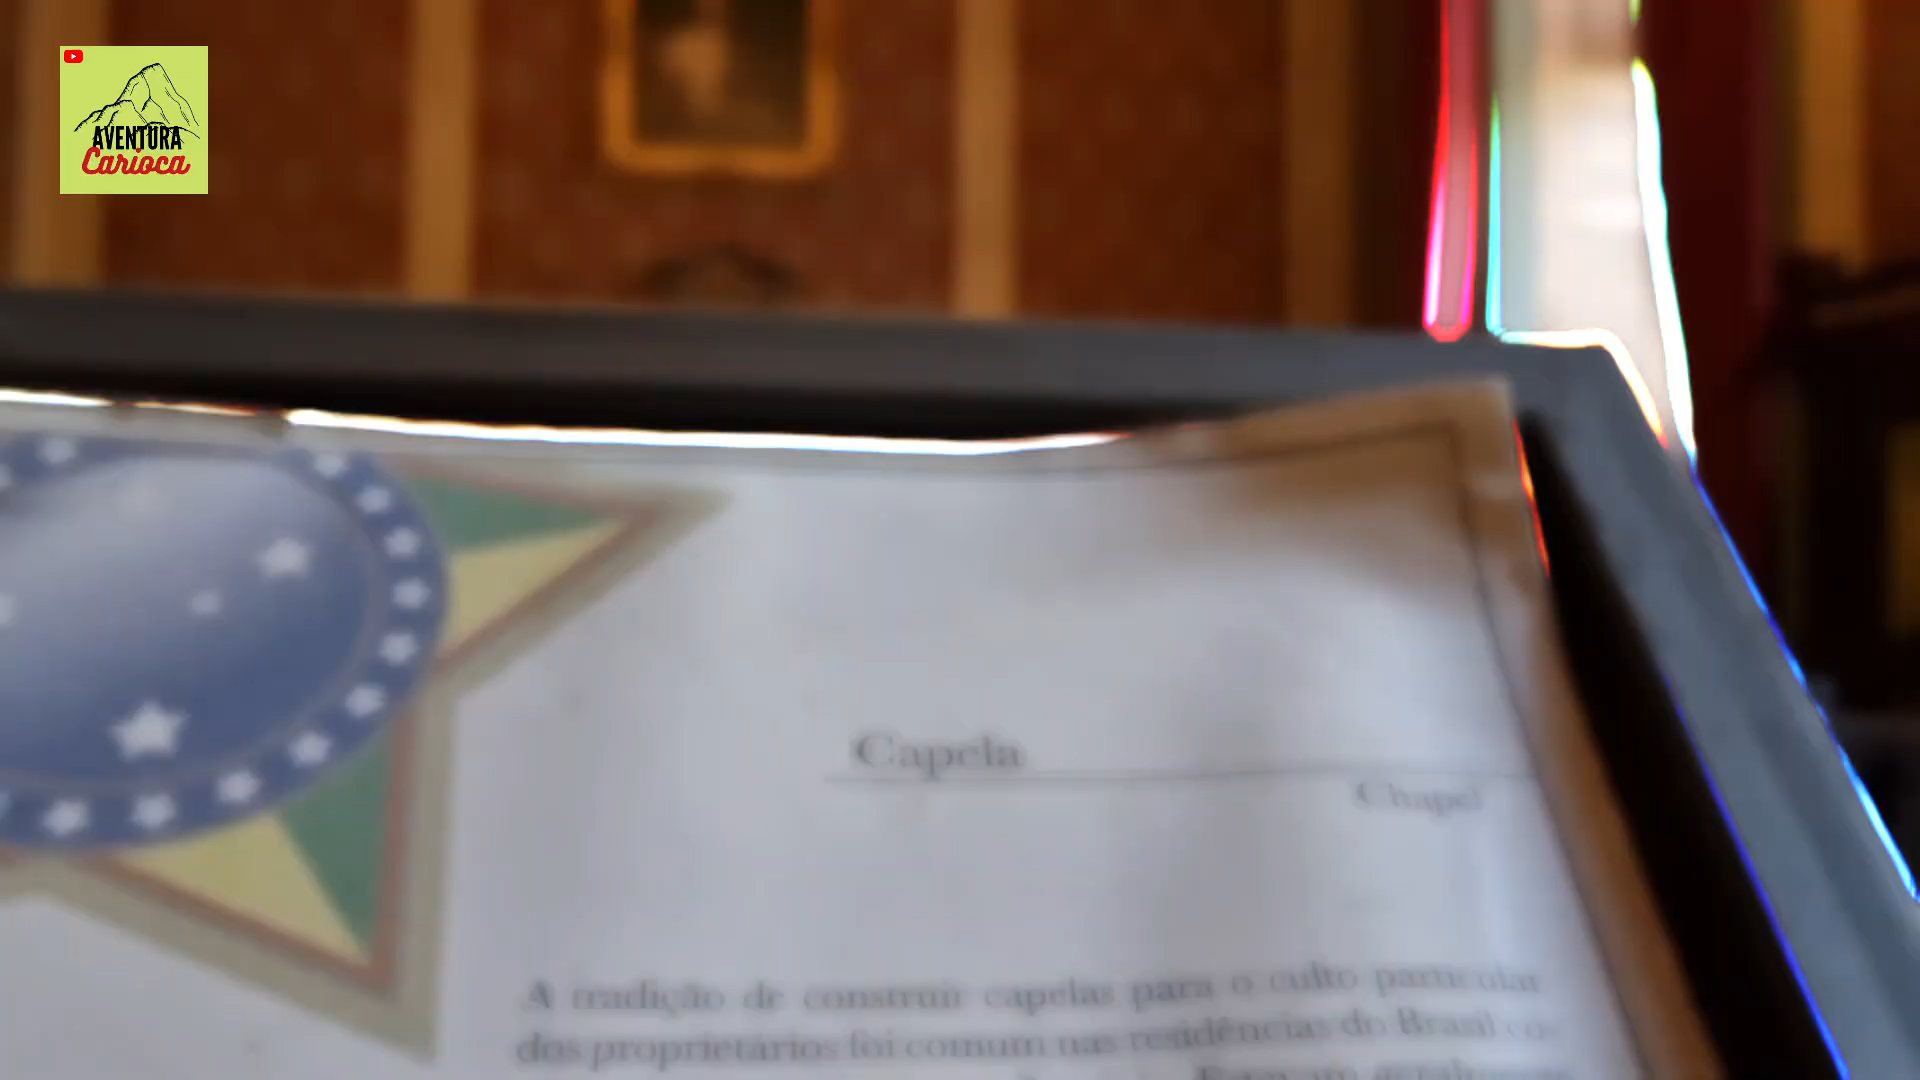 AVENTURA
Carioca
Capela
Chapel
A tradição de construir capelas para o culto particular
dos proprietários foi comum nas residências do Brasil co-